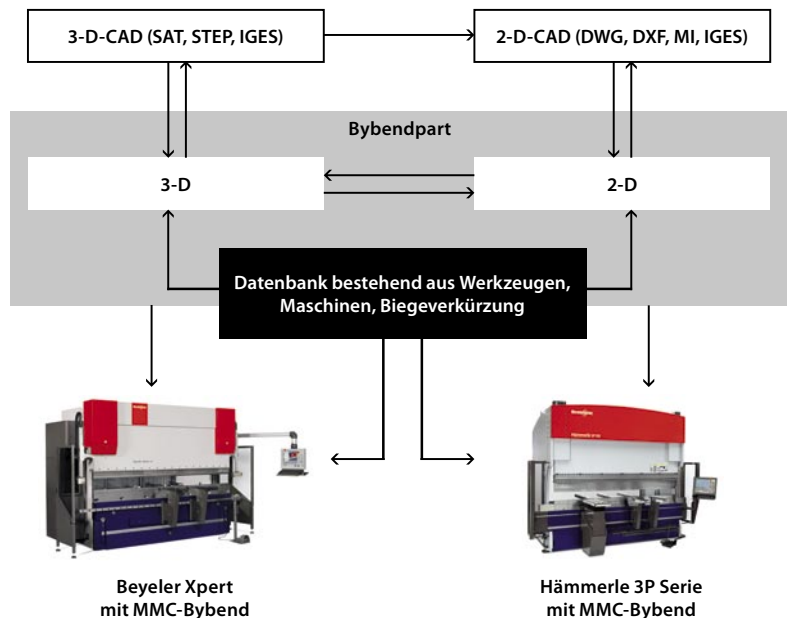 3-D-CAD (SAT, STEP, IGES)
2-D-CAD (DWG, DXF, MI, IGES)
Bybendpart
3-D
2-D
Datenbank bestehend aus Werkzeugen,
Maschinen, Biegeverkürzung
Beyeler Xpert
mit MMC-Bybend
Hämmerle 3P Serie
mit MMC-Bybend